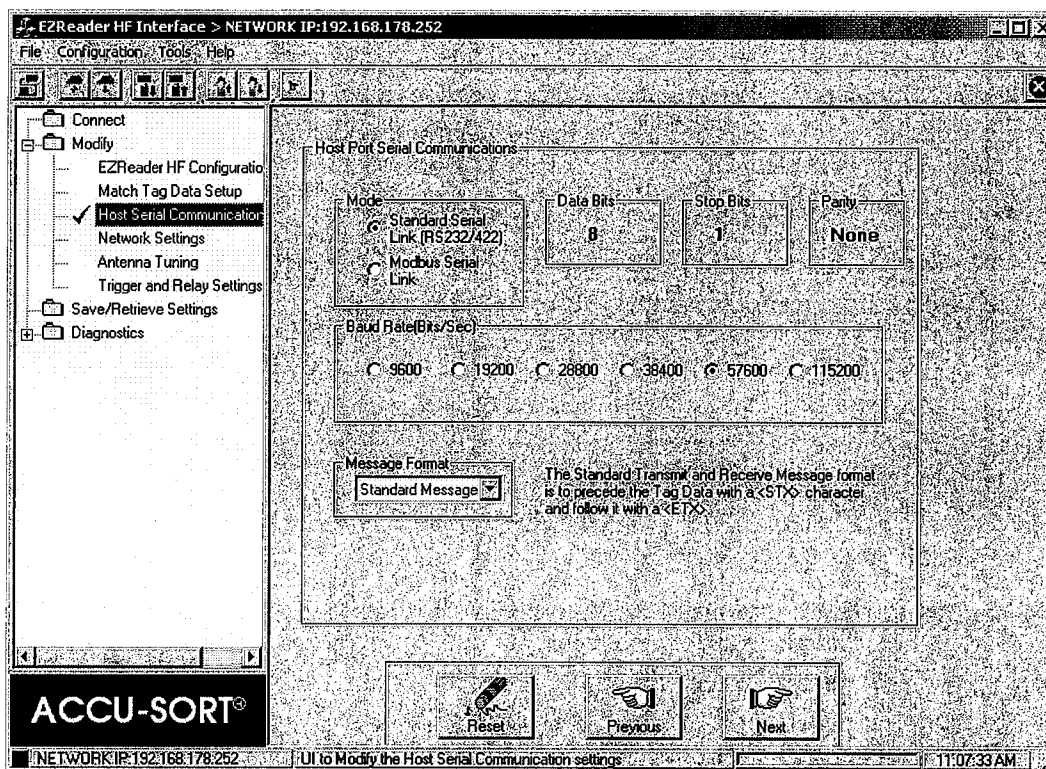 EZReader HF Interface > NETWORK IP:192.168.178.252
File Configuration Tools Help
Connect
Modify
EZReader HF Configuratio
Match Tag Data Setup
Host Serial Communication
Network Settings
Antenna Tuning
Trigger and Relay Settings
Save/Retrieve Settings
Diagnostics
ACCU-SORT®
Host Port Serial Communications
Mode
Standard Serial
Link (RS232/422)
Modbus Serial
Link
Data Bits
8
Stop Bits
1
Parity
None
Baud Rate(Bits/Sec)
9600 19200 28800 38400 57600 115200
Message Format
Standard Message
The Standard Transmit and Receive Message format
is to precede the Tag Data with a <STX> character
and follow it with a <ETX>
Reset
Previous
Next
NETWORK IP:192.168.178.252 UI to Modify the Host Serial Communication settings 11:07:33 AM